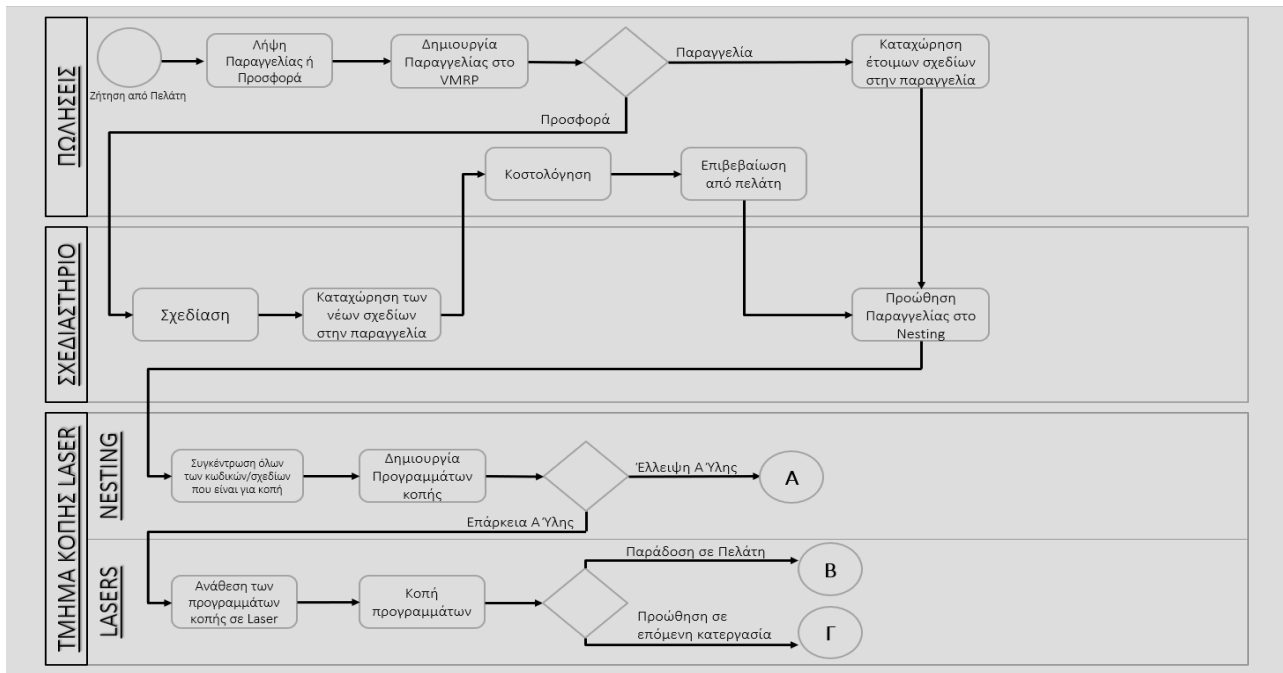 ΠΩΛΗΣΕΙΣ
Ζήτηση από Πελάτη
Λήψη
Παραγγελίας ή
Προσφορά
Δημιουργία
Παραγγελίας στο
VMRP
Παραγγελία
Καταχώρηση
έτοιμων σχεδίων
στην παραγγελία
Προσφορά
Κοστολόγηση
Επιβεβαίωση
από πελάτη
ΣΧΕΔΙΑΣΤΗΡΙΟ
Σχεδίαση
Καταχώρηση των
νέων σχεδίων
στην παραγγελία
Προώθηση
Παραγγελίας στο
Nesting
ΤΜΗΜΑ ΚΟΠΗΣ LASER
NESTING
Συγκέντρωση όλων
των κωδικών/σχεδίων
που είναι για κοπή
Δημιουργία
Προγραμμάτων
κοπής
Έλλειψη Α Ύλης
Α
Επάρκεια Α Ύλης
LASERS
Ανάθεση των
προγραμμάτων
κοπής σε Laser
Κοπή
προγραμμάτων
Παράδοση σε Πελάτη
Β
Προώθηση σε
επόμενη κατεργασία
Γ